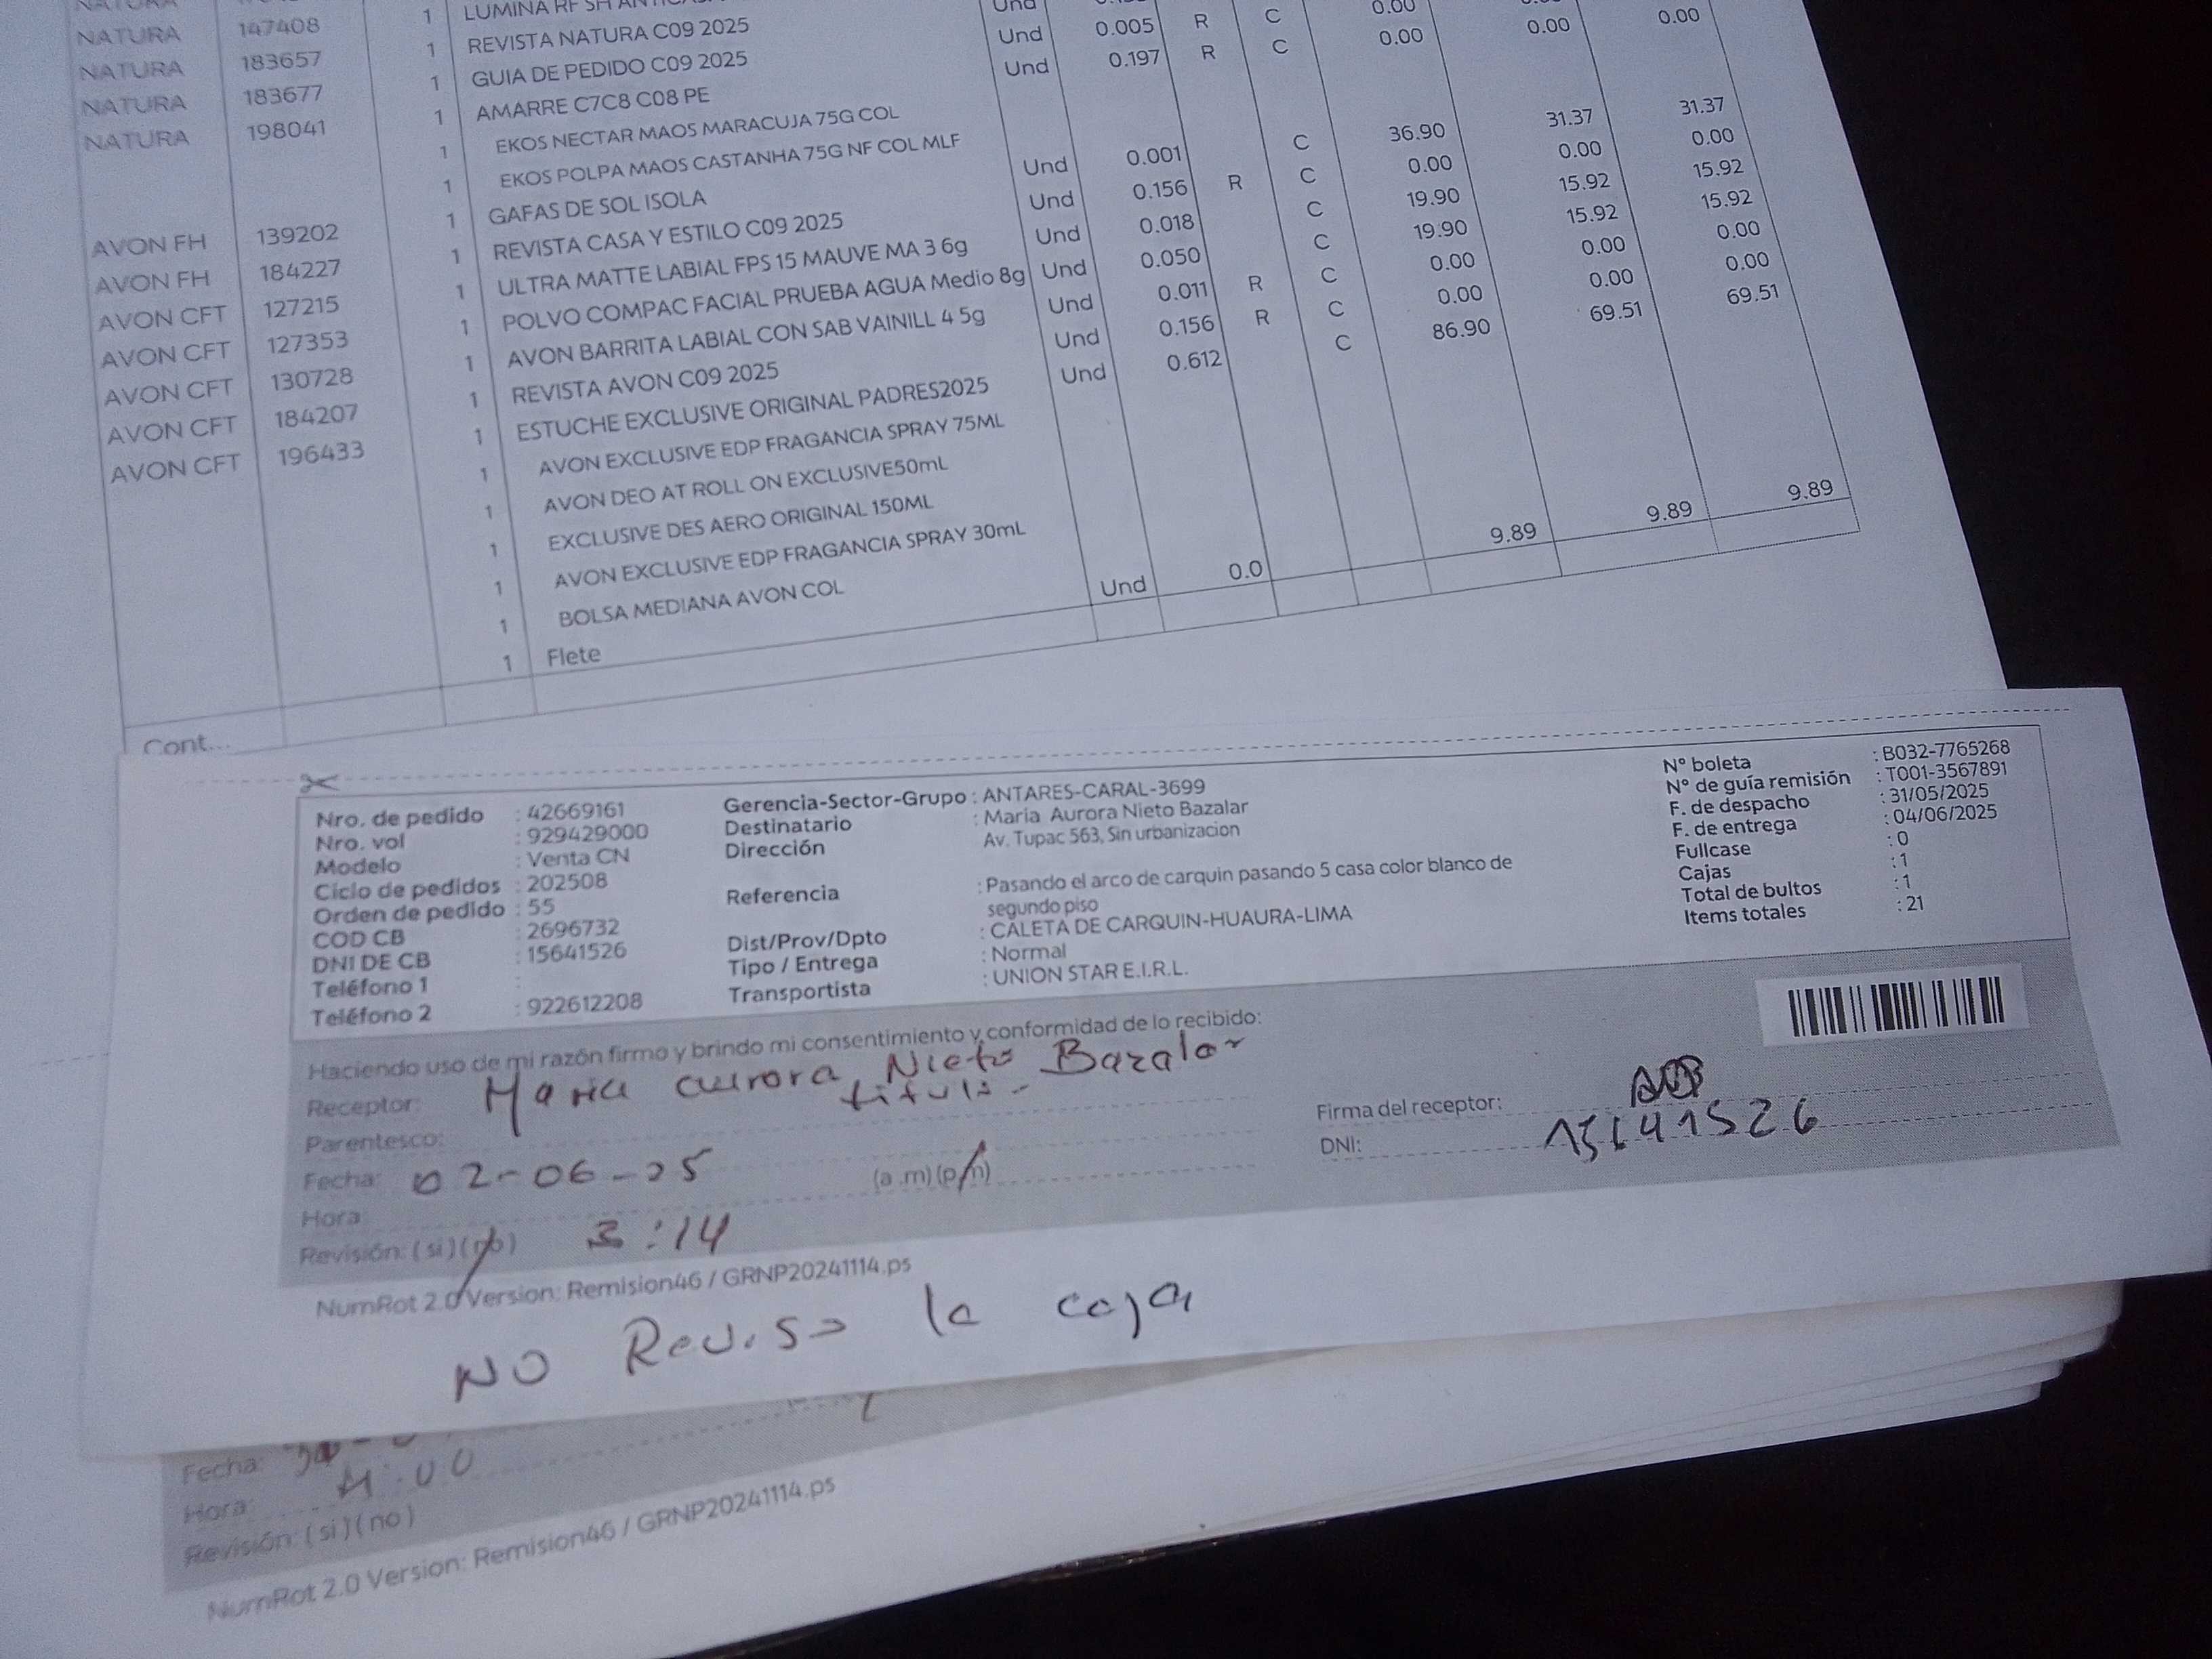 NATURA 147408 1 LUMINA RF SH
NATURA 183657 1 REVISTA NATURA C09 2025 Und 0.005 R C 0.00
NATURA 183677 1 GUIA DE PEDIDO C09 2025 Und 0.197 R C 0.00 0.00 0.00
NATURA 198041 1 AMARRE C7C8 C08 PE
1 EKOS NECTAR MAOS MARACUJA 75G COL
1 EKOS POLPA MAOS CASTANHA 75G NF COL MLF
AVON FH 139202 1 GAFAS DE SOL ISOLA Und 0.001 C 36.90 31.37 31.37
AVON FH 184227 1 REVISTA CASA Y ESTILO C09 2025 Und 0.156 R C 0.00 0.00 0.00
AVON CFT 127215 1 ULTRA MATTE LABIAL FPS 15 MAUVE MA 3 6g Und 0.018 C 19.90 15.92 15.92
AVON CFT 127353 1 POLVO COMPAC FACIAL PRUEBA AGUA Medio 8g Und 0.050 C 19.90 15.92 15.92
AVON CFT 130728 1 AVON BARRITA LABIAL CON SAB VAINILL 4 5g Und 0.011 R C 0.00 0.00 0.00
AVON CFT 184207 1 REVISTA AVON C09 2025 Und 0.156 R C 0.00 0.00 0.00
AVON CFT 196433 1 ESTUCHE EXCLUSIVE ORIGINAL PADRES2025 Und 0.612 C 86.90 69.51 69.51
1 AVON EXCLUSIVE EDP FRAGANCIA SPRAY 75ML
1 AVON DEO AT ROLL ON EXCLUSIVE50mL
1 EXCLUSIVE DES AERO ORIGINAL 150ML
1 AVON EXCLUSIVE EDP FRAGANCIA SPRAY 30mL
1 BOLSA MEDIANA AVON COL
1 Flete Und 0.0 9.89 9.89 9.89
Cont...
Nro. de pedido : 42669161
Nro. vol : 929429000
Modelo : Venta CN
Ciclo de pedidos : 202508
Orden de pedido : 55
COD CB : 2696732
DNI DE CB : 15641526
Teléfono 1 :
Teléfono 2 : 922612208
Gerencia-Sector-Grupo : ANTARES-CARAL-3699
Destinatario : Maria Aurora Nieto Bazalar
Dirección Av. Tupac 563, Sin urbanizacion
Referencia : Pasando el arco de carquin pasando 5 casa color blanco de
segundo piso
Dist/Prov/Dpto : CALETA DE CARQUIN-HUAURA-LIMA
Tipo / Entrega : Normal
Transportista : UNION STAR E.I.R.L.
N° boleta : B032-7765268
N° de guía remisión : T001-3567891
F. de despacho : 31/05/2025
F. de entrega : 04/06/2025
Fullcase : 0
Cajas : 1
Total de bultos : 1
Items totales : 21
Haciendo uso de mi razón firmo y brindo mi consentimiento y conformidad de lo recibido:
Receptor: Maria Aurora Nieto Bazalar
Parentesco: titular
Fecha: 02-06-25 (a .m) (p.m)
Hora: 3:14
Revisión: ( si ) ( no )
Firma del receptor:
DNI: 15641526
NumRot 2.0 Version: Remision46 / GRNP20241114.ps
NO Reviso la caja
Fecha:
Hora: 4:00
Revisión: ( si ) ( no )
NumRot 2.0 Version: Remision46 / GRNP20241114.ps